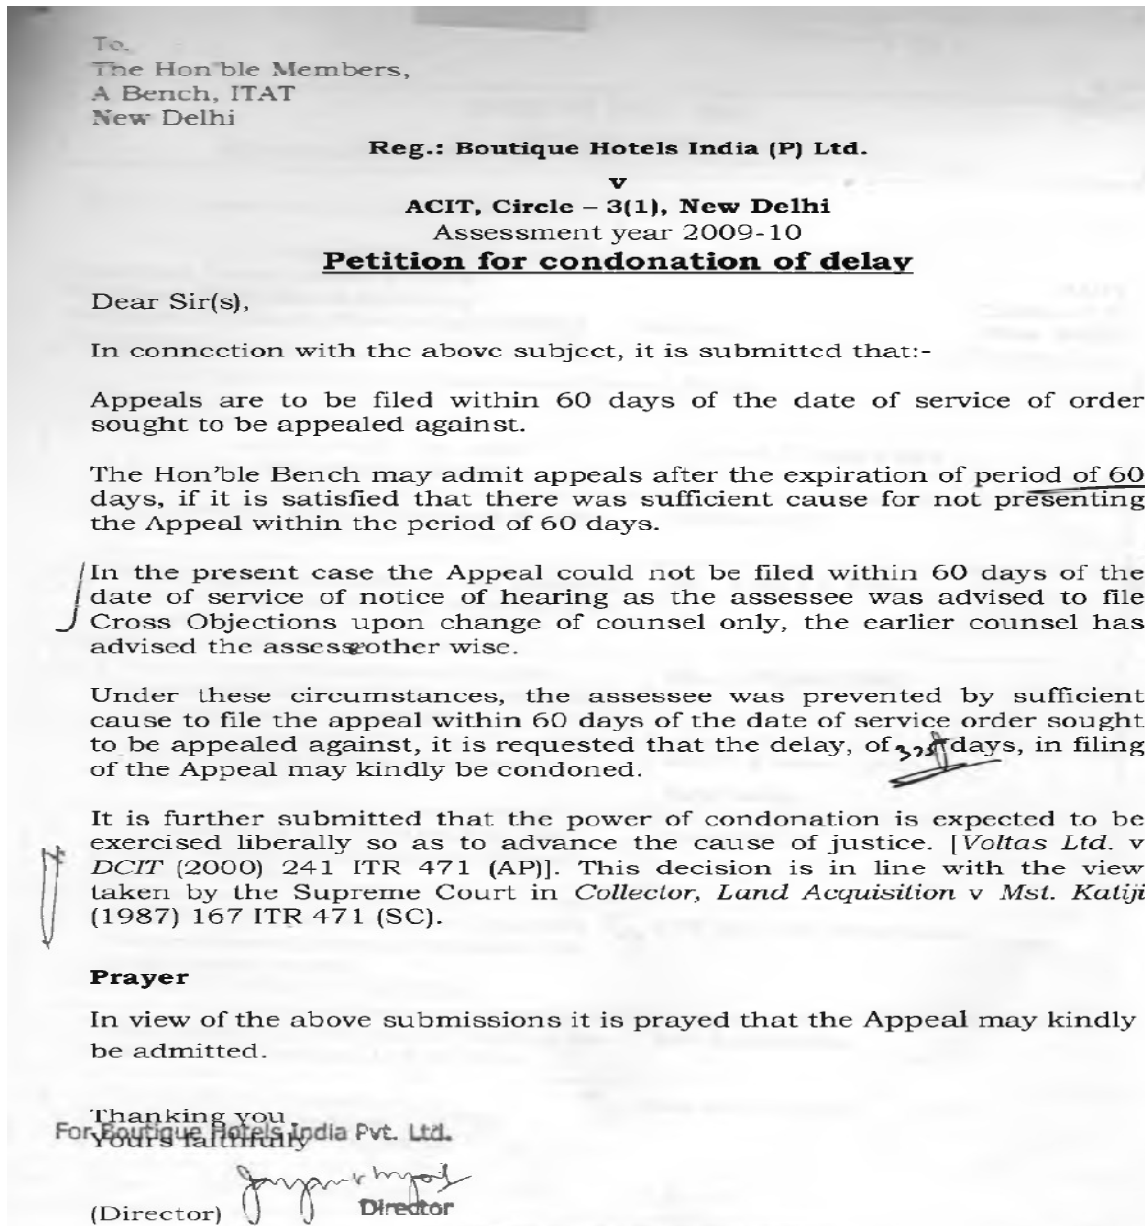 To,
The Hon'ble Members,
A Bench, ITAT
New Delhi
Reg.: Boutique Hotels India (P) Ltd.
v
ACIT, Circle – 3(1), New Delhi
Assessment year 2009-10
Petition for condonation of delay
Dear Sir(s),
In connection with the above subject, it is submitted that:-
Appeals are to be filed within 60 days of the date of service of order
sought to be appealed against.
The Hon'ble Bench may admit appeals after the expiration of period of 60
days, if it is satisfied that there was sufficient cause for not presenting
the Appeal within the period of 60 days.
In the present case the Appeal could not be filed within 60 days of the
date of service of notice of hearing as the assessee was advised to file
Cross Objections upon change of counsel only, the earlier counsel has
advised the other wise.
Under these circumstances, the assessee was prevented by sufficient
cause to file the appeal within 60 days of the date of service order sought
to be appealed against, it is requested that the delay, of days, in filing
of the Appeal may kindly be condoned.
It is further submitted that the power of condonation is expected to be
exercised liberally so as to advance the cause of justice. [Voltas Ltd. v
DCIT (2000) 241 ITR 471 (AP)]. This decision is in line with the view
taken by the Supreme Court in Collector, Land Acquisition v Mst. Katiji
(1987) 167 ITR 471 (SC).
Prayer
In view of the above submissions it is prayed that the Appeal may kindly
be admitted.
Thanking you
For Boutique Hotels India Pvt. Ltd.
Yours faithfully
(Director) Director